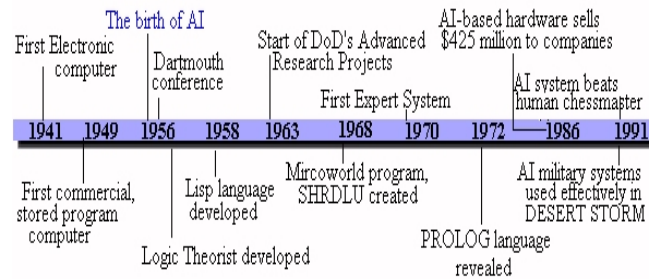 The birth of AI
AI-based hardware sells
$425 million to companies
First Electronic
computer
Dartmouth
conference
Start of DoD's Advanced
Research Projects
First Expert System
AI system beats
human chessmaster
1941 1949 1956 1958 1963 1968 1970 1972 1986 1991
First commercial,
stored program
computer
Logic Theorist developed
Lisp language
developed
Mircoworld program,
SHRDLU created
PROLOG language
revealed
AI military systems
used effectively in
DESERT STORM